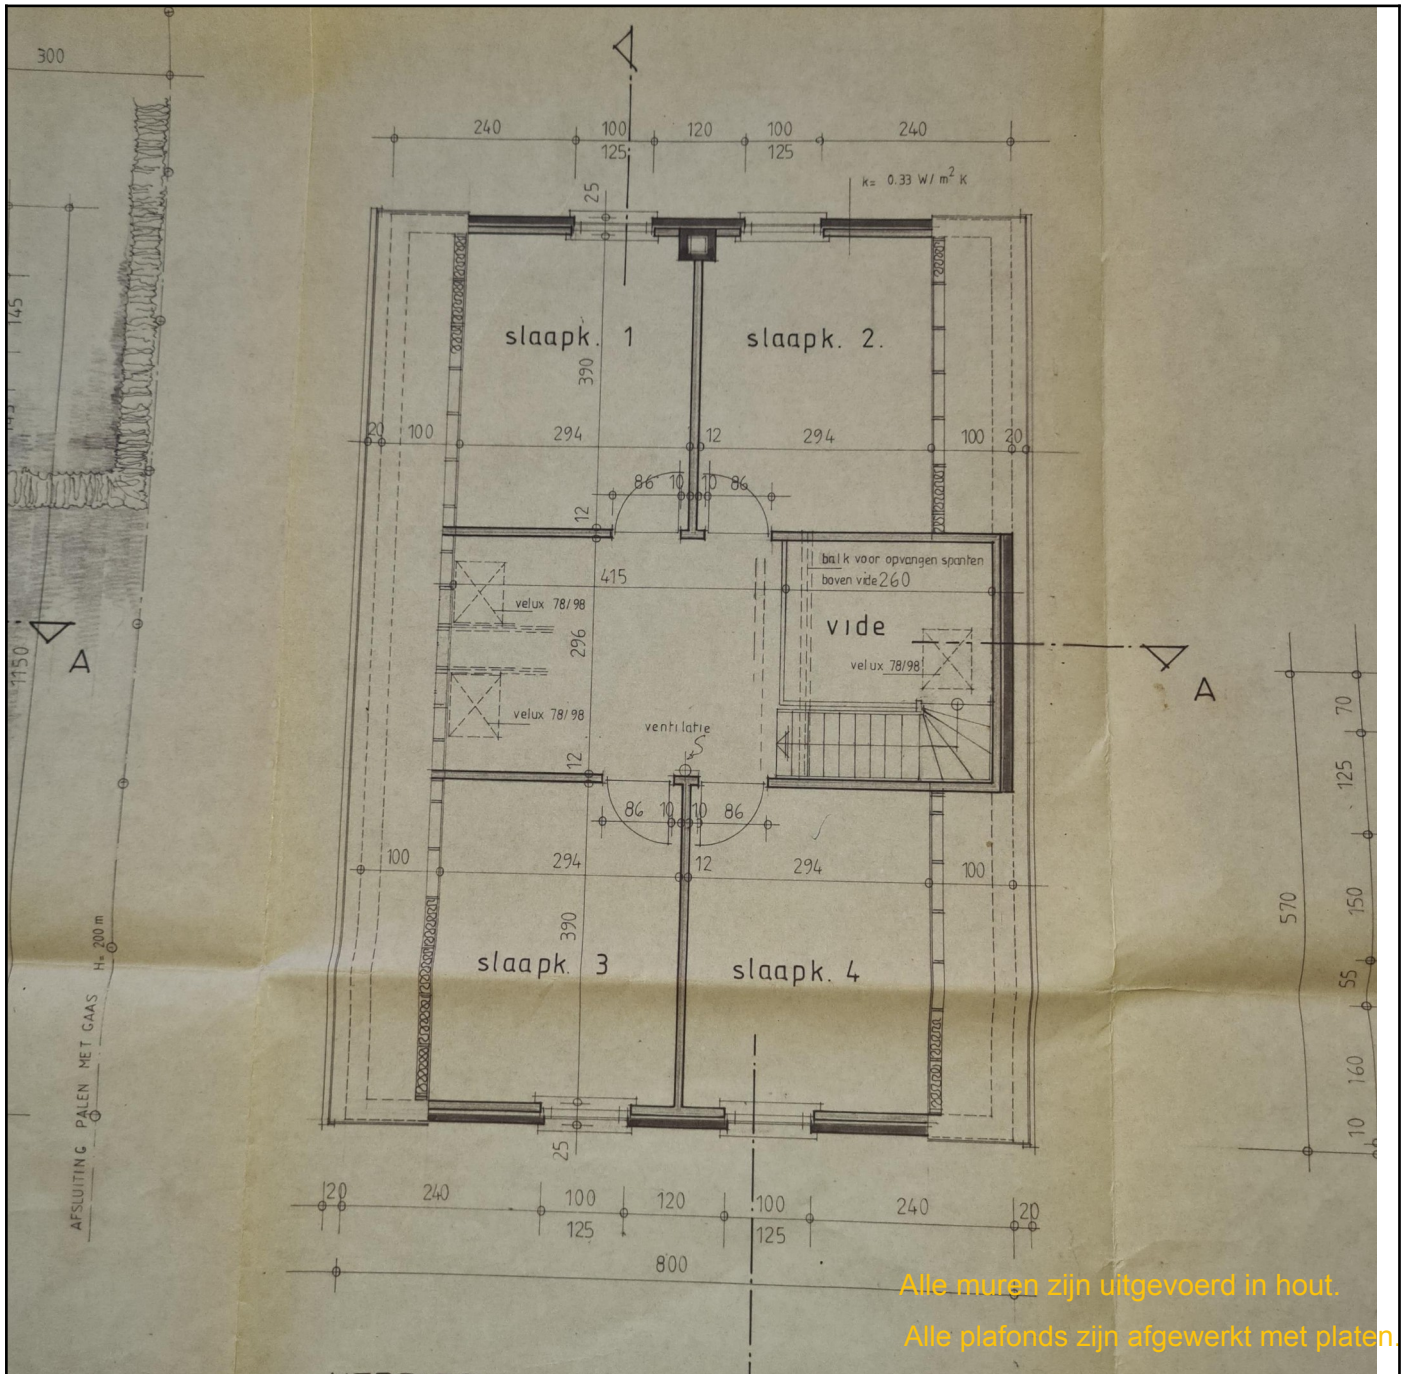 300
240 100 120 100 240
125 125
k= 0.33 W/m² K
25
145
slaapk. 1
slaapk. 2.
390
20 100 294 12 294 100 20
86 10 10 86
12
balk voor opvangen spanten
boven vide 260
415
velux 78/98
vide
296
velux 78/98
A
1150
A
velux 78/98
ventilatie
12
70
125
86 10 10 86
100 294 12 294 100
570
150
390
slaapk. 3
slaapk. 4
55
H= 200 m
AFSLUITING PALEN MET GAAS
160
10
25
20 240 100 120 100 240 20
125 125
800
Alle muren zijn uitgevoerd in hout.
Alle plafonds zijn afgewerkt met platen.